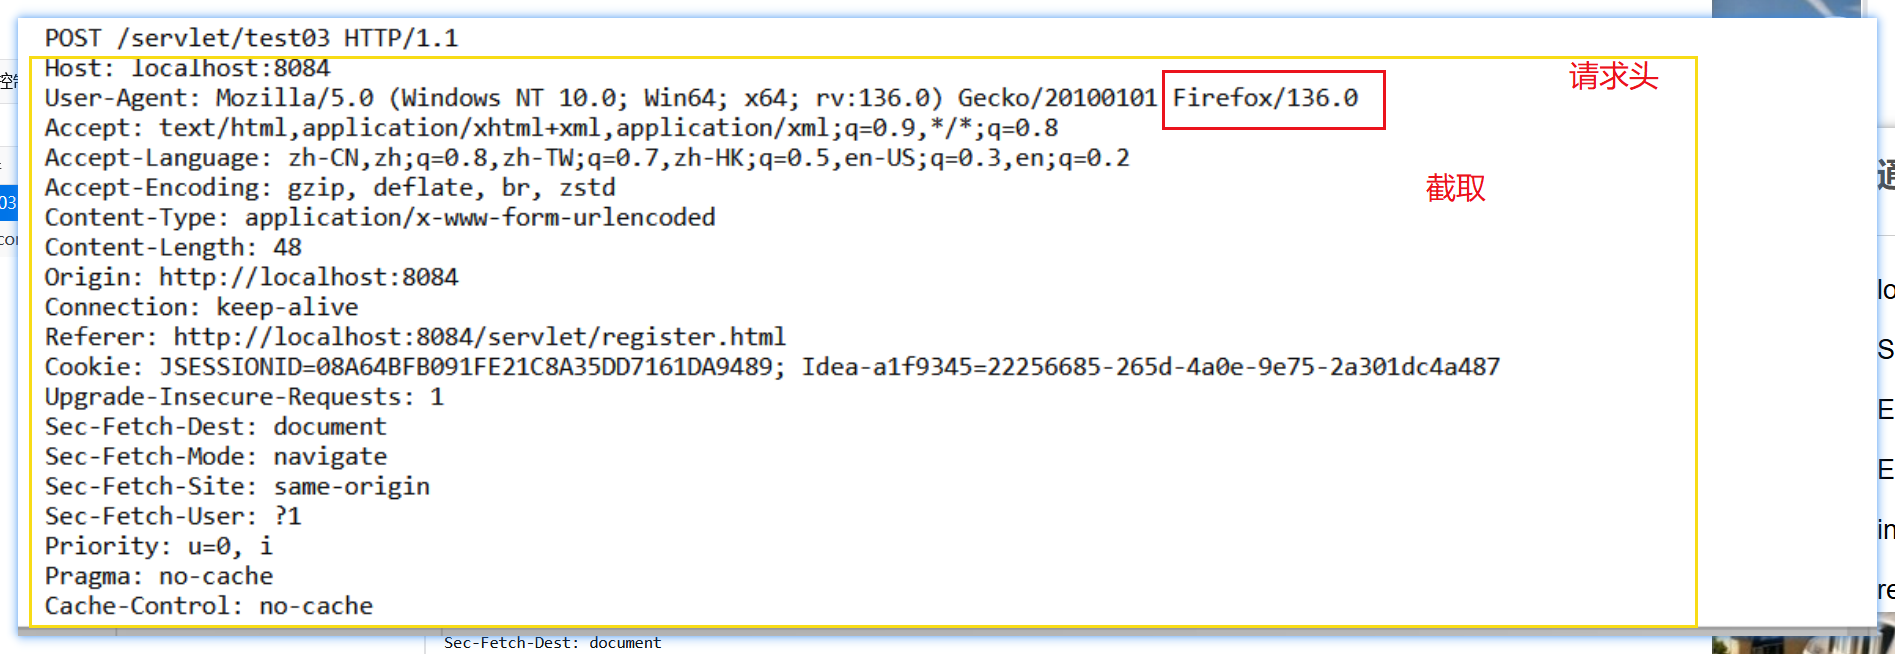 POST /servlet/test03 HTTP/1.1
Host: localhost:8084
请求头
User-Agent: Mozilla/5.0 (Windows NT 10.0; Win64; x64; rv:136.0) Gecko/20100101 Firefox/136.0
Accept: text/html,application/xhtml+xml,application/xml;q=0.9,*/*;q=0.8
Accept-Language: zh-CN,zh;q=0.8,zh-TW;q=0.7,zh-HK;q=0.5,en-US;q=0.3,en;q=0.2
Accept-Encoding: gzip, deflate, br, zstd
截取
Content-Type: application/x-www-form-urlencoded
Content-Length: 48
Origin: http://localhost:8084
Connection: keep-alive
Referer: http://localhost:8084/servlet/register.html
Cookie: JSESSIONID=08A64BFB091FE21C8A35DD7161DA9489; Idea-a1f9345=22256685-265d-4a0e-9e75-2a301dc4a487
Upgrade-Insecure-Requests: 1
Sec-Fetch-Dest: document
Sec-Fetch-Mode: navigate
Sec-Fetch-Site: same-origin
Sec-Fetch-User: ?1
Priority: u=0, i
Pragma: no-cache
Cache-Control: no-cache
Sec-Fetch-Dest: document
03
lo
S
E
E
in
re